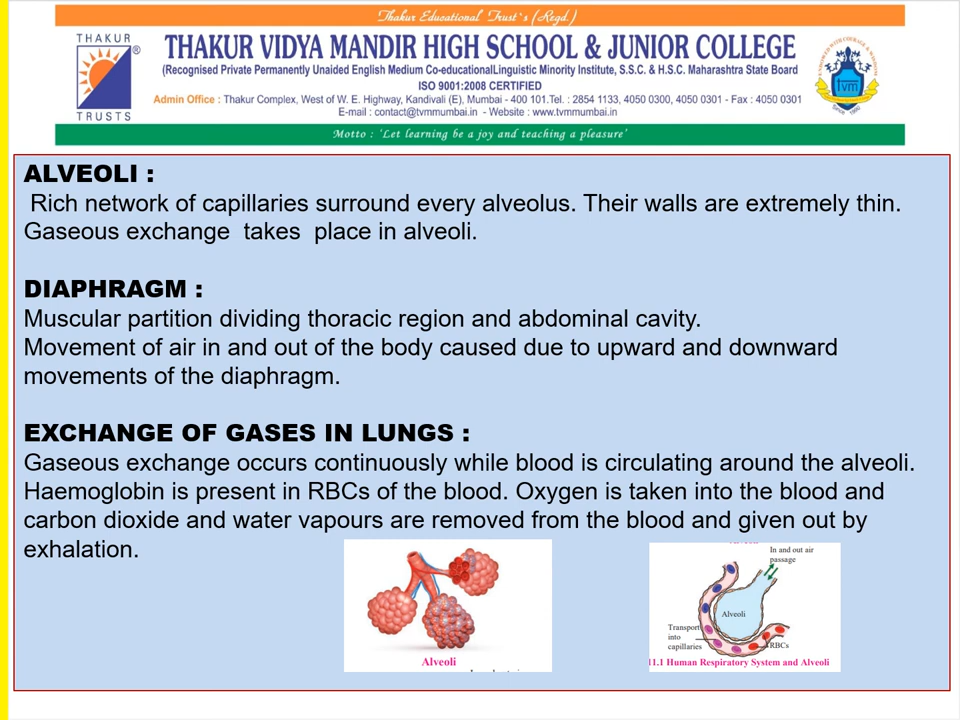 Thakur Educational Trust`s (Regd.)
THAKUR
®
TRUSTS
THAKUR VIDYA MANDIR HIGH SCHOOL & JUNIOR COLLEGE
(Recognised Private Permanently Unaided English Medium Co-educationalLinguistic Minority Institute, S.S.C. & H.S.C. Maharashtra State Board
ISO 9001:2008 CERTIFIED
Admin Office : Thakur Complex, West of W. E. Highway, Kandivali (E), Mumbai - 400 101.Tel. : 2854 1133, 4050 0300, 4050 0301 - Fax : 4050 0301
E-mail : contact@tvmmumbai.in - Website : www.tvmmumbai.in
tvm
Motto : 'Let learning be a joy and teaching a pleasure'
ALVEOLI :
Rich network of capillaries surround every alveolus. Their walls are extremely thin.
Gaseous exchange takes place in alveoli.
DIAPHRAGM :
Muscular partition dividing thoracic region and abdominal cavity.
Movement of air in and out of the body caused due to upward and downward
movements of the diaphragm.
EXCHANGE OF GASES IN LUNGS :
Gaseous exchange occurs continuously while blood is circulating around the alveoli.
Haemoglobin is present in RBCs of the blood. Oxygen is taken into the blood and
carbon dioxide and water vapours are removed from the blood and given out by
exhalation.
Alveoli
In and out air
passage
Alveoli
Transport
into
capillaries
RBCs
11.1 Human Respiratory System and Alveoli